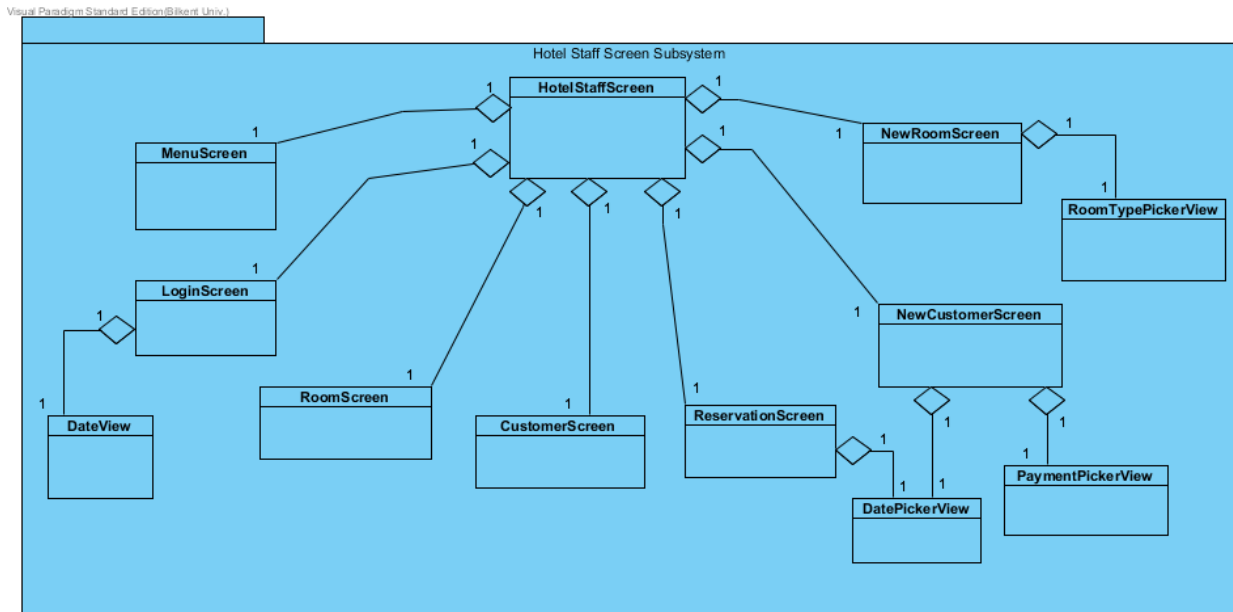 Visual Paradigm Standard Edition(Bilkent Univ.)
Hotel Staff Screen Subsystem
HotelStaffScreen
1
1
1
1
1
1
1
1
1
1
1
1
1
1
MenuScreen
NewRoomScreen
1
1
RoomTypePickerView
LoginScreen
1
1
DateView
NewCustomerScreen
RoomScreen
CustomerScreen
ReservationScreen
1
1
1
1
1
1
DatePickerView
PaymentPickerView